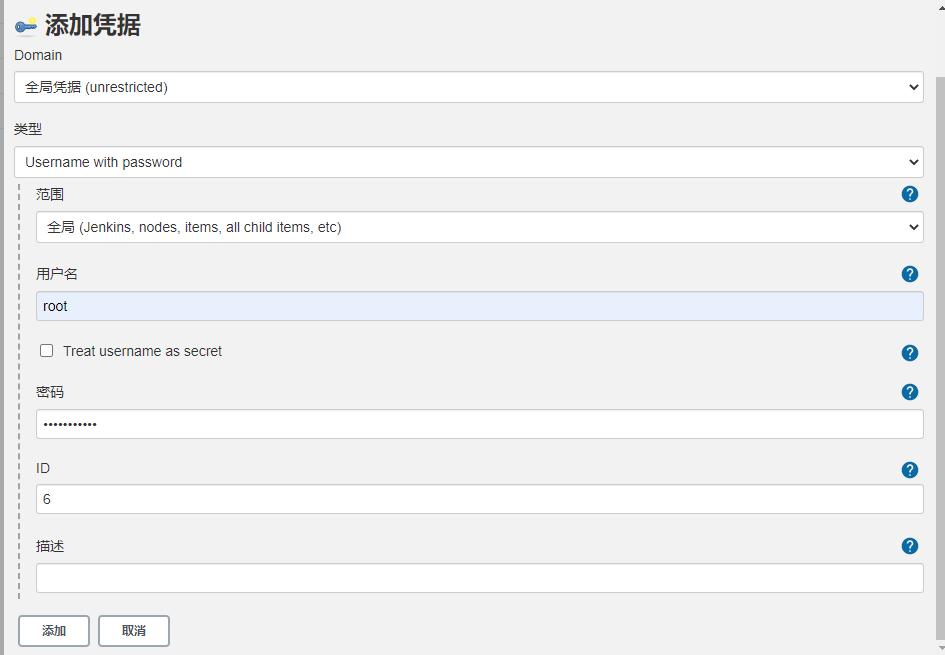 添加凭据
Domain
全局凭据 (unrestricted)
类型
Username with password
范围
全局 (Jenkins, nodes, items, all child items, etc)
用户名
root
Treat username as secret
密码
•••••••••••
ID
6
描述
添加 取消